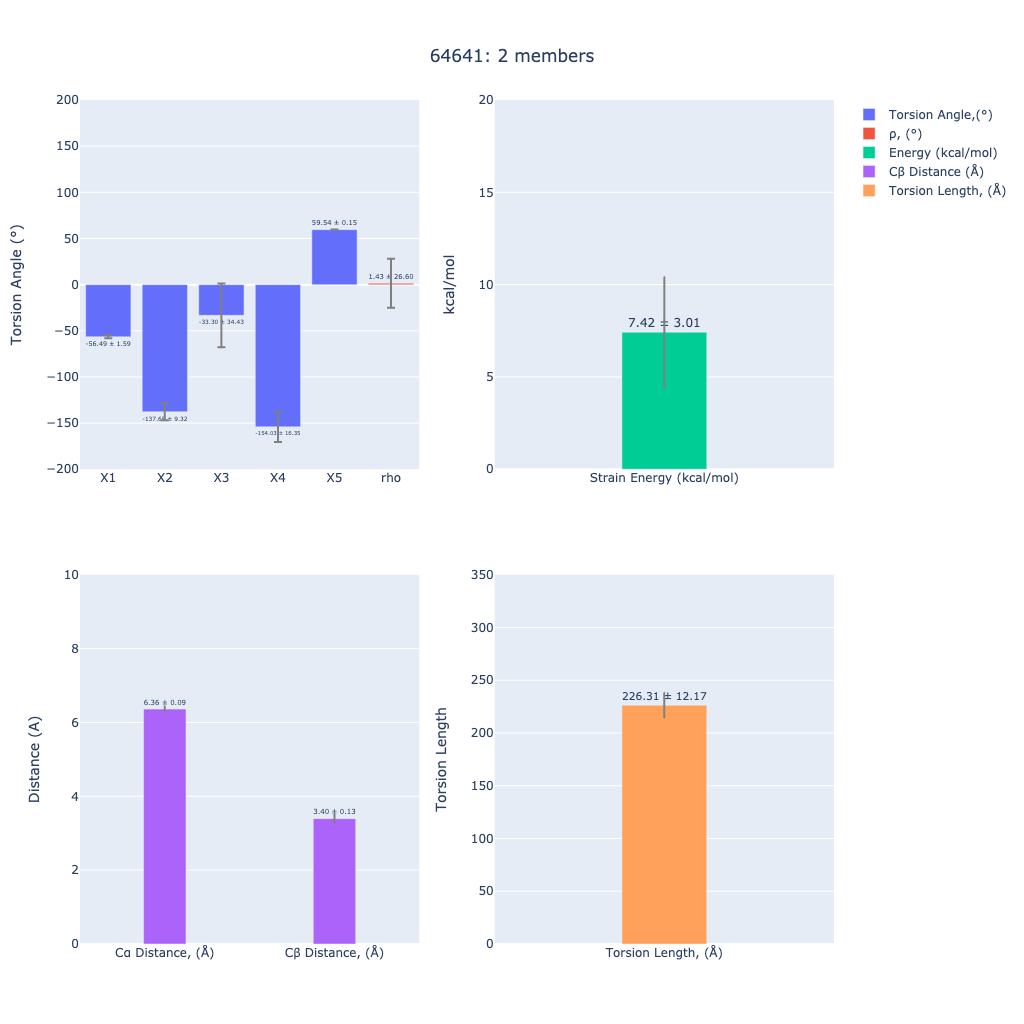 64641: 2 members
200
150
100
50
0
−50
−100
−150
−200
Torsion Angle (°)
59.54 ± 0.15
1.43 ± 26.60
-33.30 ± 34.43
-56.49 ± 1.59
± 9.32
-154.03 ± 16.35
X1 X2 X3 X4 X5 rho
20
15
10
5
0
kcal/mol
7.42 ± 3.01
Strain Energy (kcal/mol)
Torsion Angle,(°)
ρ, (°)
Energy (kcal/mol)
Cβ Distance (Å)
Torsion Length, (Å)
10
8
6
4
2
0
Distance (A)
6.36 ± 0.09
3.40 ± 0.13
Cα Distance, (Å) Cβ Distance, (Å)
350
300
250
200
150
100
50
0
Torsion Length
226.31 ± 12.17
Torsion Length, (Å)